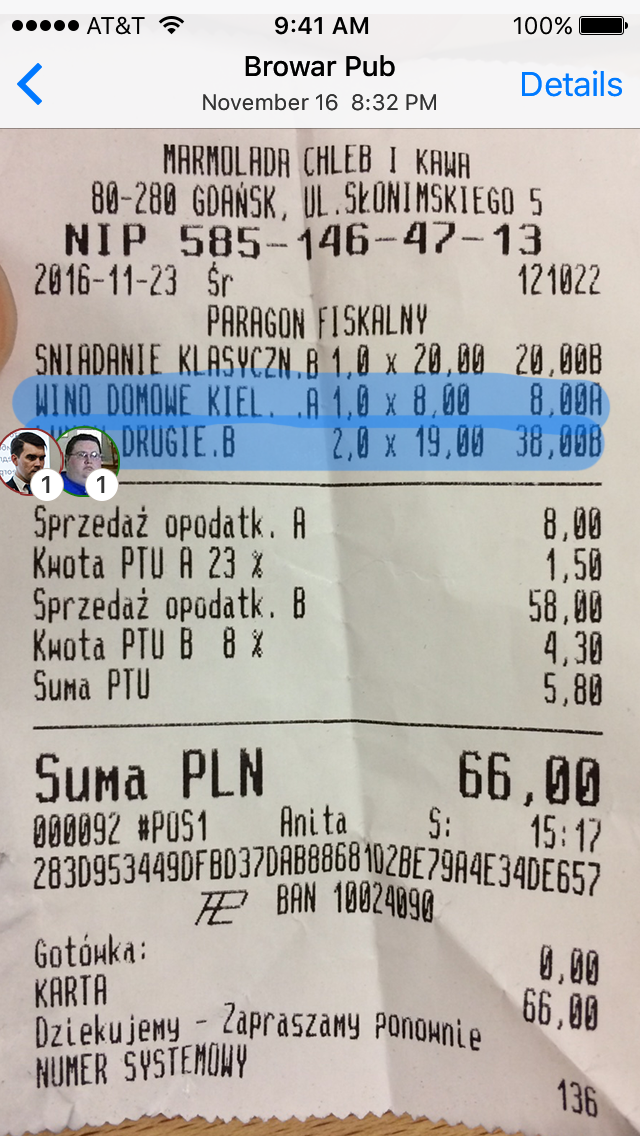 AT&T 9:41 AM 100%
Browar Pub
November 16 8:32 PM
Details
MARMOLADA CHLEB I KAWA
80-280 GDAŃSK, UL.SŁONIMSKIEGO 5
NIP 585-146-47-13
2016-11-23 Śr 121022
PARAGON FISKALNY
SNIADANIE KLASYCZN.B 1,0 x 20,00 20,00B
WINO DOMOWE KIEL. .A 1,0 x 8,00 8,00A
DRUGIE.B 2,0 x 19,00 38,00B
1 1
Sprzedaż opodatk. A 8,00
Kwota PTU A 23 % 1,50
Sprzedaż opodatk. B 58,00
Kwota PTU B 8 % 4,30
Suma PTU 5,80
Suma PLN 66,00
000092 #POS1 Anita S: 15:17
283D953449DFBD37DAB88681D2BE79A4E34DE657
BAN 10024090
Gotówka: 0,00
KARTA 66,00
Dziekujemy - Zapraszamy ponownie
NUMER SYSTEMOWY
136